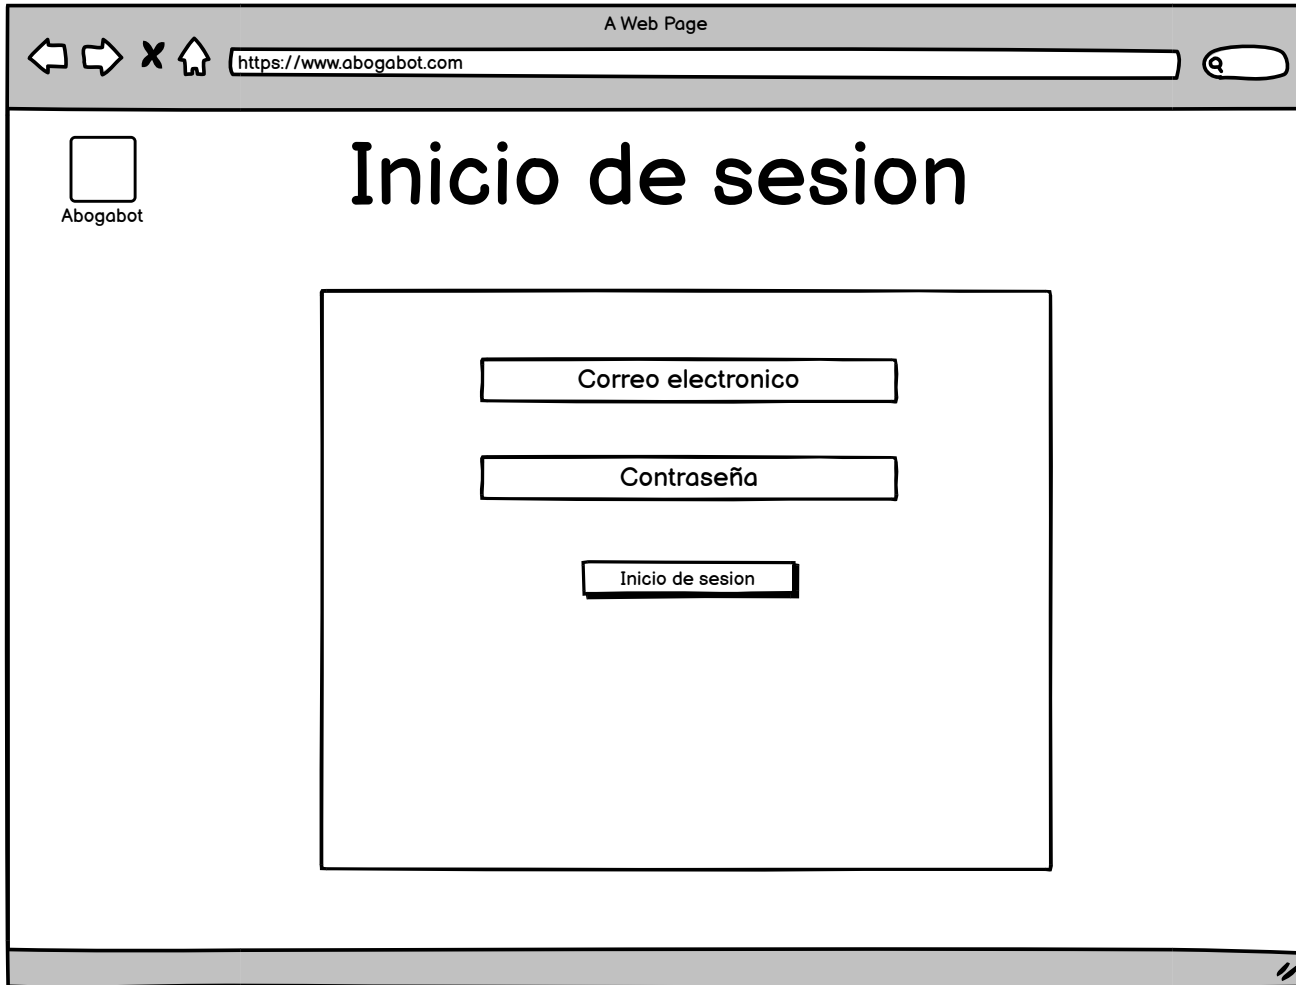 A Web Page
https://www.abogabot.com
Inicio de sesion
Abogabot
Correo electronico
Contraseña
Inicio de sesion